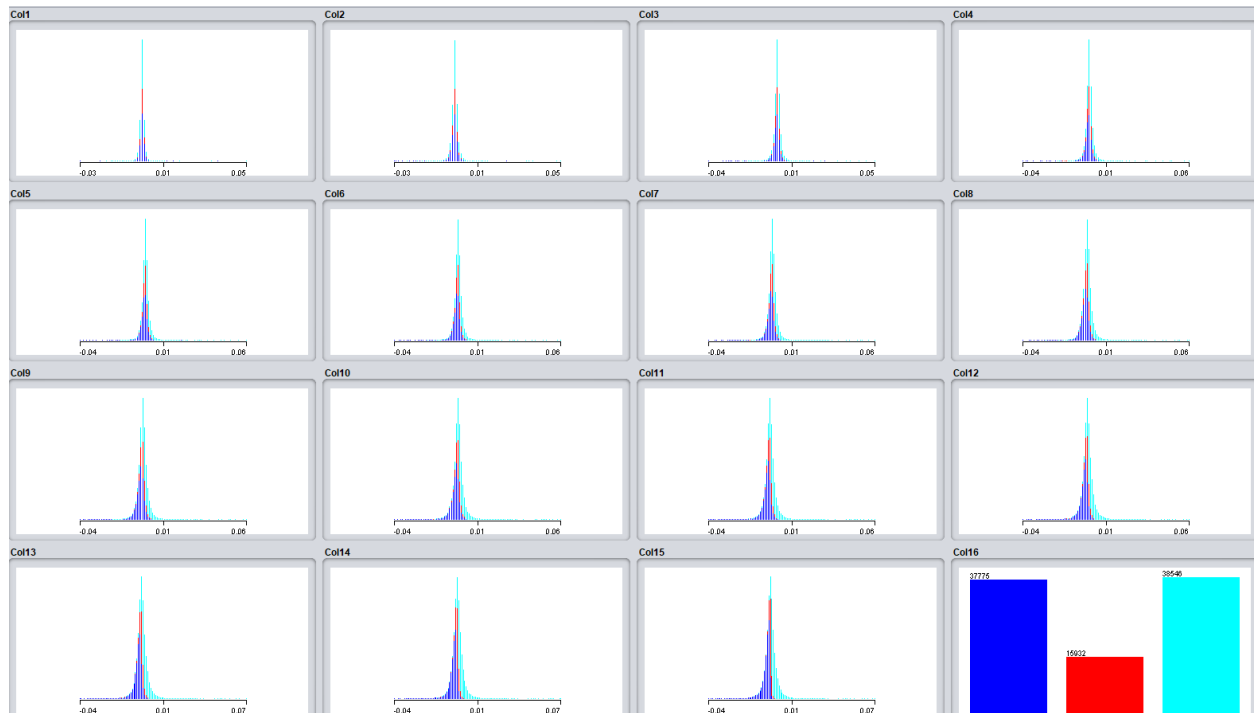 Col1 Col2 Col3 Col4
-0.03 0.01 0.05 -0.03 0.01 0.06 -0.04 0.01 0.05 -0.04 0.01 0.06
Col5 Col6 Col7 Col8
-0.04 0.01 0.06 -0.04 0.01 0.06 -0.04 0.01 0.06 -0.04 0.01 0.06
Col9 Col10 Col11 Col12
-0.04 0.01 0.06 -0.04 0.01 0.06 -0.04 0.01 0.06 -0.04 0.01 0.06
Col13 Col14 Col15 Col16
37775 15932 38546
-0.04 0.01 0.07 -0.04 0.01 0.07 -0.04 0.01 0.07